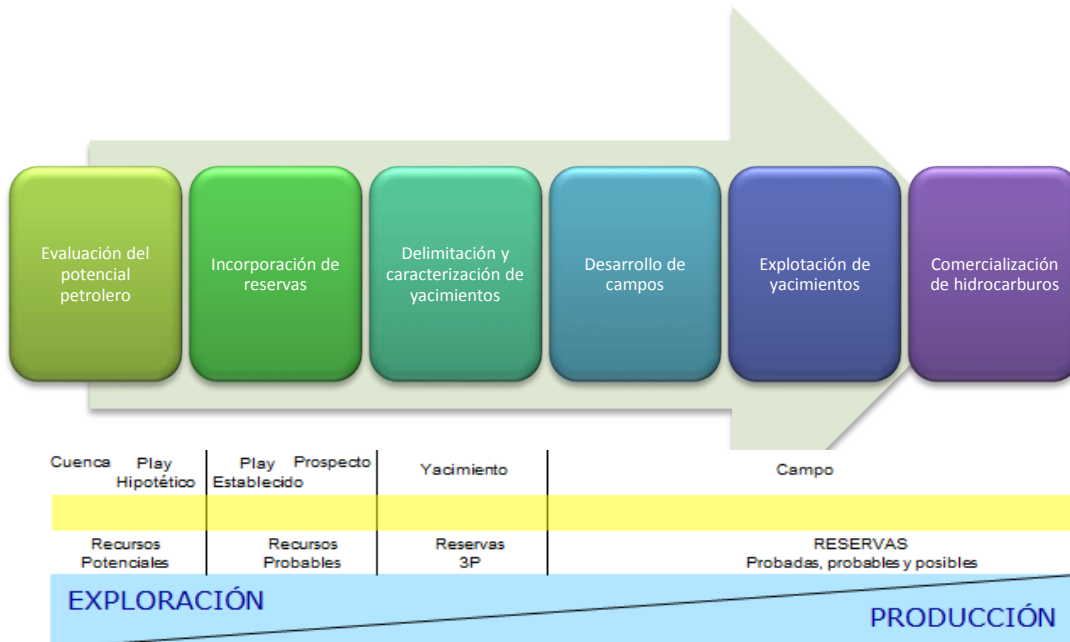 Evaluación del
potencial
petrolero
Incorporación de
reservas
Delimitación y
caracterización de
yacimientos
Desarrollo de
campos
Explotación de
yacimientos
Comercialización
de hidrocarburos
Cuenca Play
Hipotético
Play Prospecto
Establecido
Yacimiento
Campo
Recursos
Potenciales
Recursos
Probables
Reservas
3P
RESERVAS
Probadas, probables y posibles
EXPLORACIÓN
PRODUCCIÓN